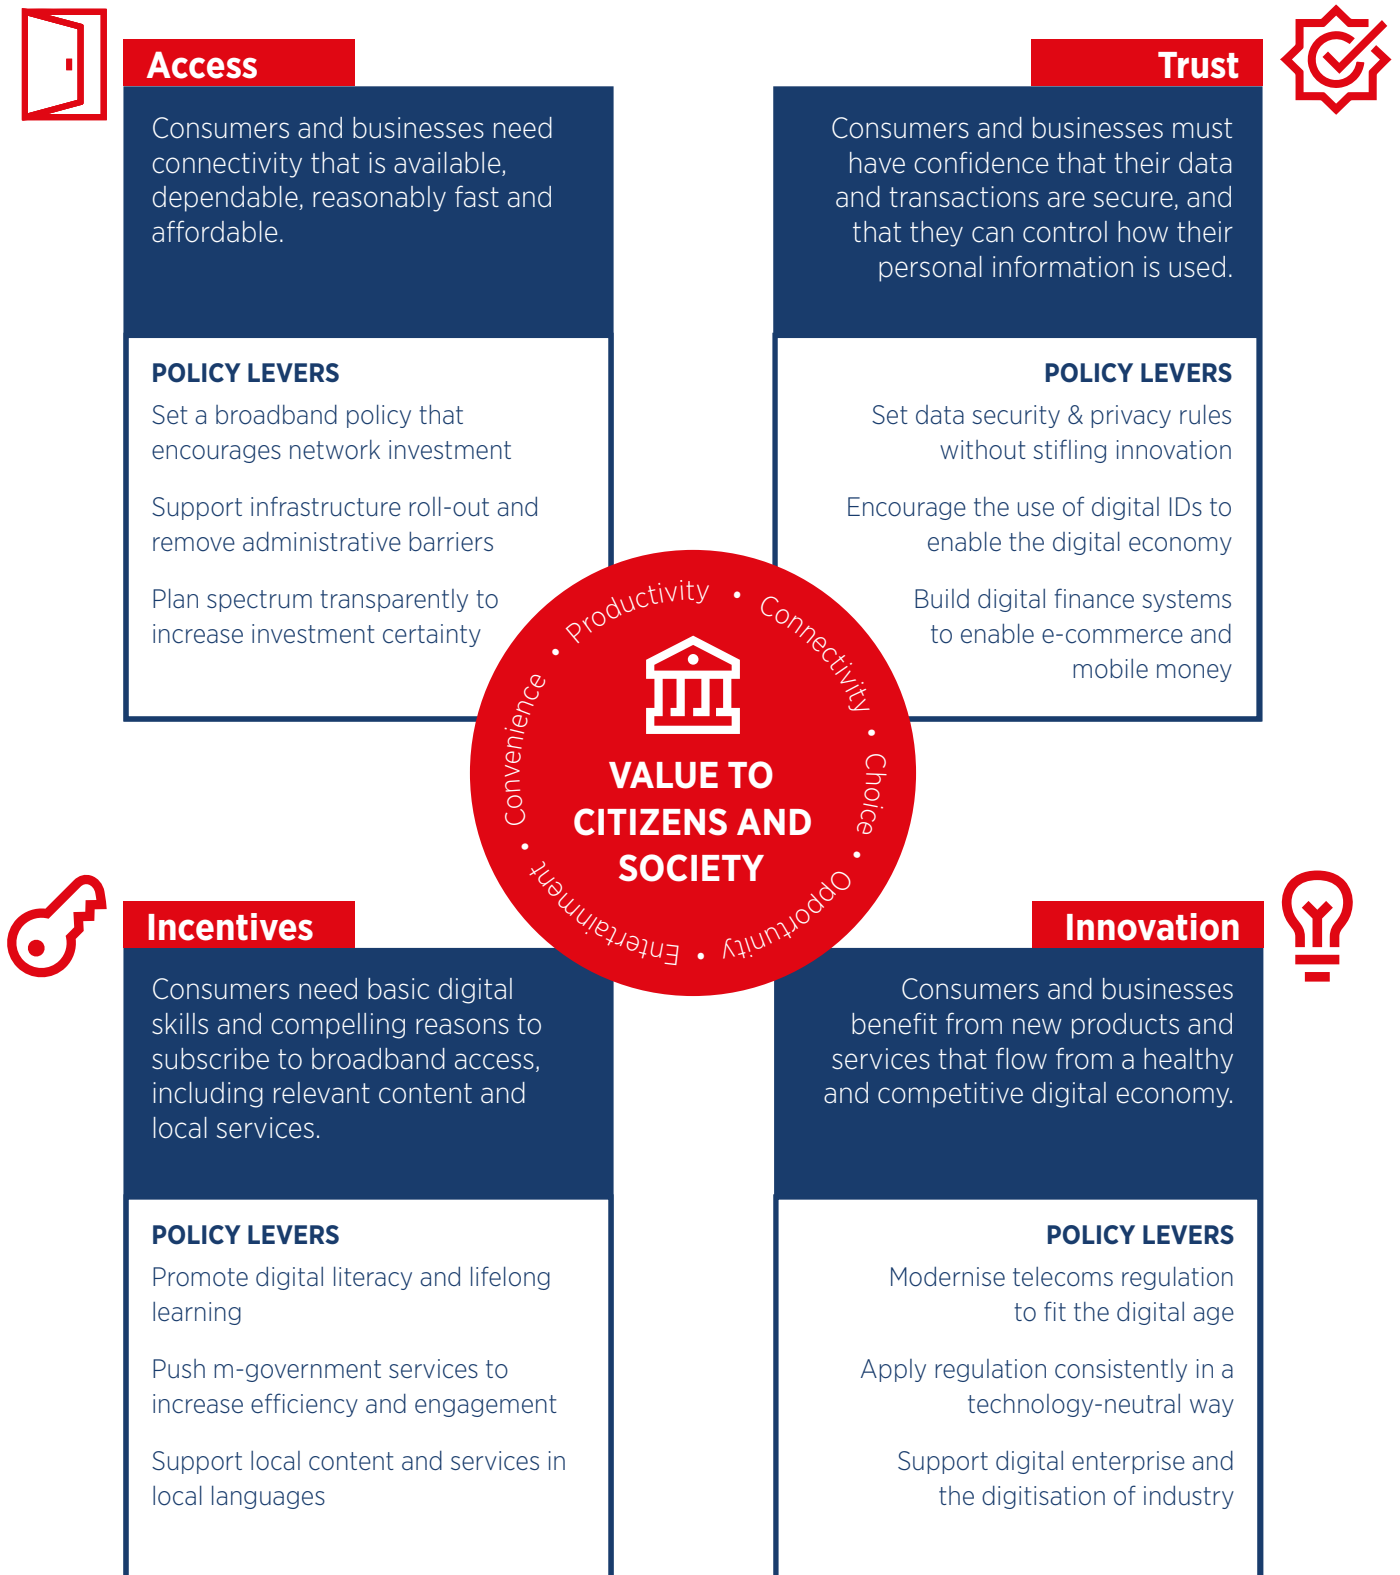 Access
Consumers and businesses need
connectivity that is available,
dependable, reasonably fast and
affordable.
POLICY LEVERS
Set a broadband policy that
encourages network investment
Support infrastructure roll-out and
remove administrative barriers
Plan spectrum transparently to
increase investment certainty
Trust
Consumers and businesses must
have confidence that their data
and transactions are secure, and
that they can control how their
personal information is used.
POLICY LEVERS
Set data security & privacy rules
without stifling innovation
Encourage the use of digital IDs to
enable the digital economy
Build digital finance systems
to enable e-commerce and
mobile money
Productivity • Connectivity • Choice • Opportunity • Entertainment • Convenience •
VALUE TO
CITIZENS AND
SOCIETY
Incentives
Consumers need basic digital
skills and compelling reasons to
subscribe to broadband access,
including relevant content and
local services.
POLICY LEVERS
Promote digital literacy and lifelong
learning
Push m-government services to
increase efficiency and engagement
Support local content and services in
local languages
Innovation
Consumers and businesses
benefit from new products and
services that flow from a healthy
and competitive digital economy.
POLICY LEVERS
Modernise telecoms regulation
to fit the digital age
Apply regulation consistently in a
technology-neutral way
Support digital enterprise and
the digitisation of industry